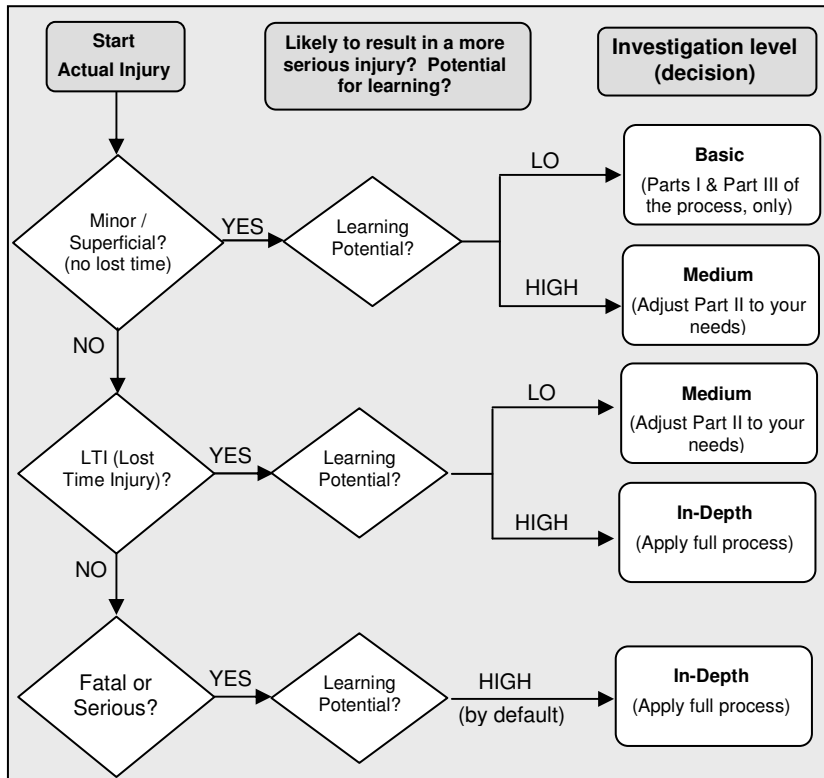 Start
Actual Injury
Likely to result in a more
serious injury? Potential
for learning?
Investigation level
(decision)
Minor /
Superficial?
(no lost time)
YES
Learning
Potential?
LO
Basic
(Parts I & Part III of
the process, only)
HIGH
Medium
(Adjust Part II to your
needs)
NO
LTI (Lost
Time Injury)?
YES
Learning
Potential?
LO
Medium
(Adjust Part II to your
needs)
HIGH
In-Depth
(Apply full process)
NO
Fatal or
Serious?
YES
Learning
Potential?
HIGH
(by default)
In-Depth
(Apply full process)